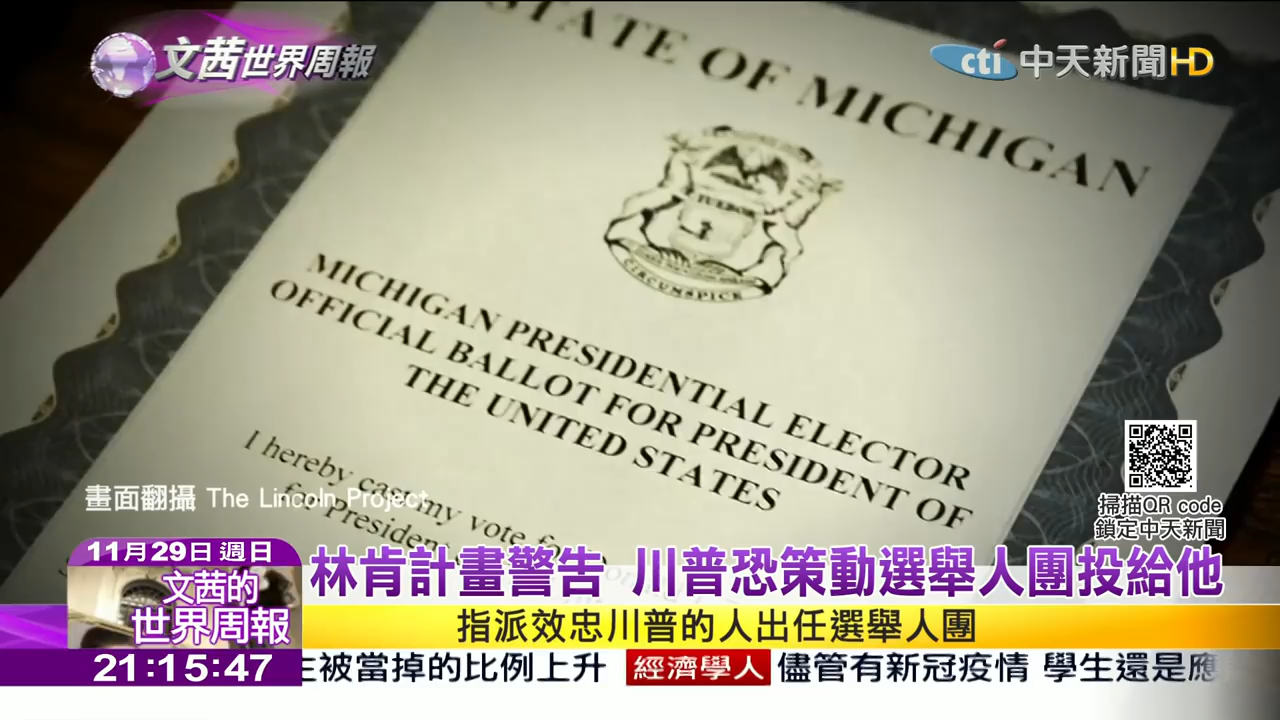 文茜世界周報
cti 中天新聞HD
STATE OF MICHIGAN
TUEBOR
CIRCUMSPICE
MICHIGAN PRESIDENTIAL ELECTOR
OFFICIAL BALLOT FOR PRESIDENT OF
THE UNITED STATES
I hereby cast my vote for
for President
畫面翻攝 The Lincoln Project
掃描QR code
鎖定中天新聞
11月29日 週日
文茜的
世界周報
21:15:47
林肯計畫警告 川普恐策動選舉人團投給他
指派效忠川普的人出任選舉人團
生被當掉的比例上升 經濟學人 儘管有新冠疫情 學生還是應